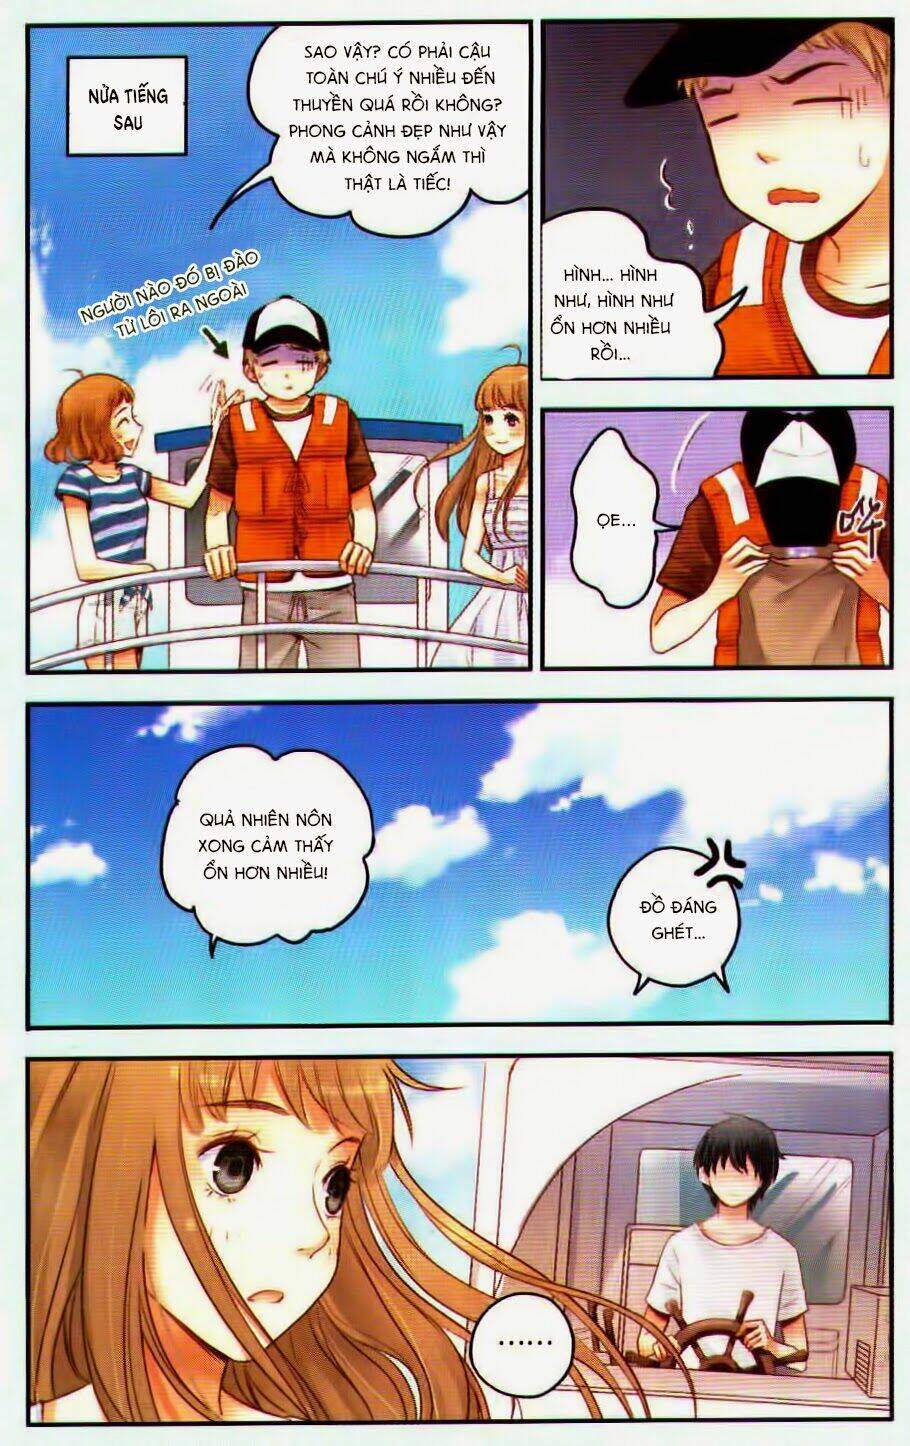 NỬA TIẾNG
SAU
SAO VẬY? CÓ PHẢI CẬU
TOÀN CHÚ Ý NHIỀU ĐẾN
THUYỀN QUÁ RỒI KHÔNG?
PHONG CẢNH ĐẸP NHƯ VẬY
MÀ KHÔNG NGẮM THÌ
THẬT LÀ TIẾC!
NGƯỜI NÀO ĐÓ BỊ ĐÀO
TỬ LÔI RA NGOÀI
HÌNH... HÌNH
NHƯ, HÌNH NHƯ
ỔN HƠN NHIỀU
RỒI...
ỌE...
QUẢ NHIÊN NÔN
XONG CẢM THẤY
ỔN HƠN NHIỀU!
ĐỒ ĐÁNG
GHÉT...
......